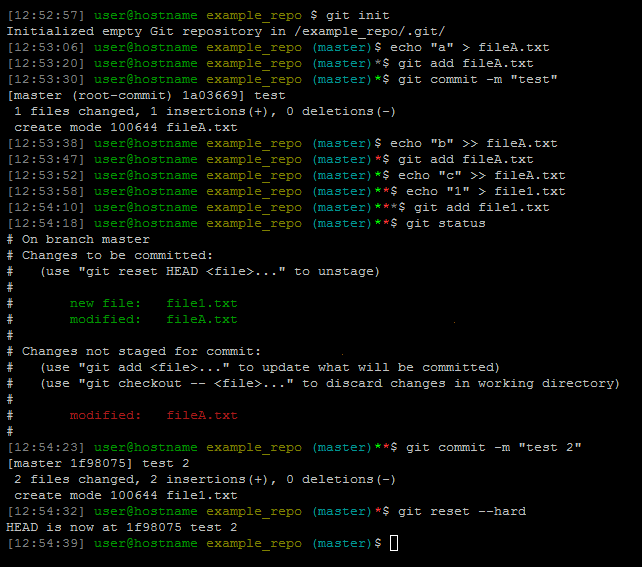 [12:52:57] user@hostname example_repo $ git init
Initialized empty Git repository in /example_repo/.git/
[12:53:06] user@hostname example_repo (master)$ echo "a" > fileA.txt
[12:53:20] user@hostname example_repo (master)*$ git add fileA.txt
[12:53:30] user@hostname example_repo (master)*$ git commit -m "test"
[master (root-commit) 1a03669] test
 1 files changed, 1 insertions(+), 0 deletions(-)
 create mode 100644 fileA.txt
[12:53:38] user@hostname example_repo (master)$ echo "b" >> fileA.txt
[12:53:47] user@hostname example_repo (master)*$ git add fileA.txt
[12:53:52] user@hostname example_repo (master)*$ echo "c" >> fileA.txt
[12:53:58] user@hostname example_repo (master)**$ echo "1" > file1.txt
[12:54:10] user@hostname example_repo (master)***$ git add file1.txt
[12:54:18] user@hostname example_repo (master)**$ git status
# On branch master
# Changes to be committed:
#   (use "git reset HEAD <file>..." to unstage)
#
#       new file:   file1.txt
#       modified:   fileA.txt
#
# Changes not staged for commit:
#   (use "git add <file>..." to update what will be committed)
#   (use "git checkout -- <file>..." to discard changes in working directory)
#
#       modified:   fileA.txt
#
[12:54:23] user@hostname example_repo (master)**$ git commit -m "test 2"
[master 1f98075] test 2
 2 files changed, 2 insertions(+), 0 deletions(-)
 create mode 100644 file1.txt
[12:54:32] user@hostname example_repo (master)*$ git reset --hard
HEAD is now at 1f98075 test 2
[12:54:39] user@hostname example_repo (master)$